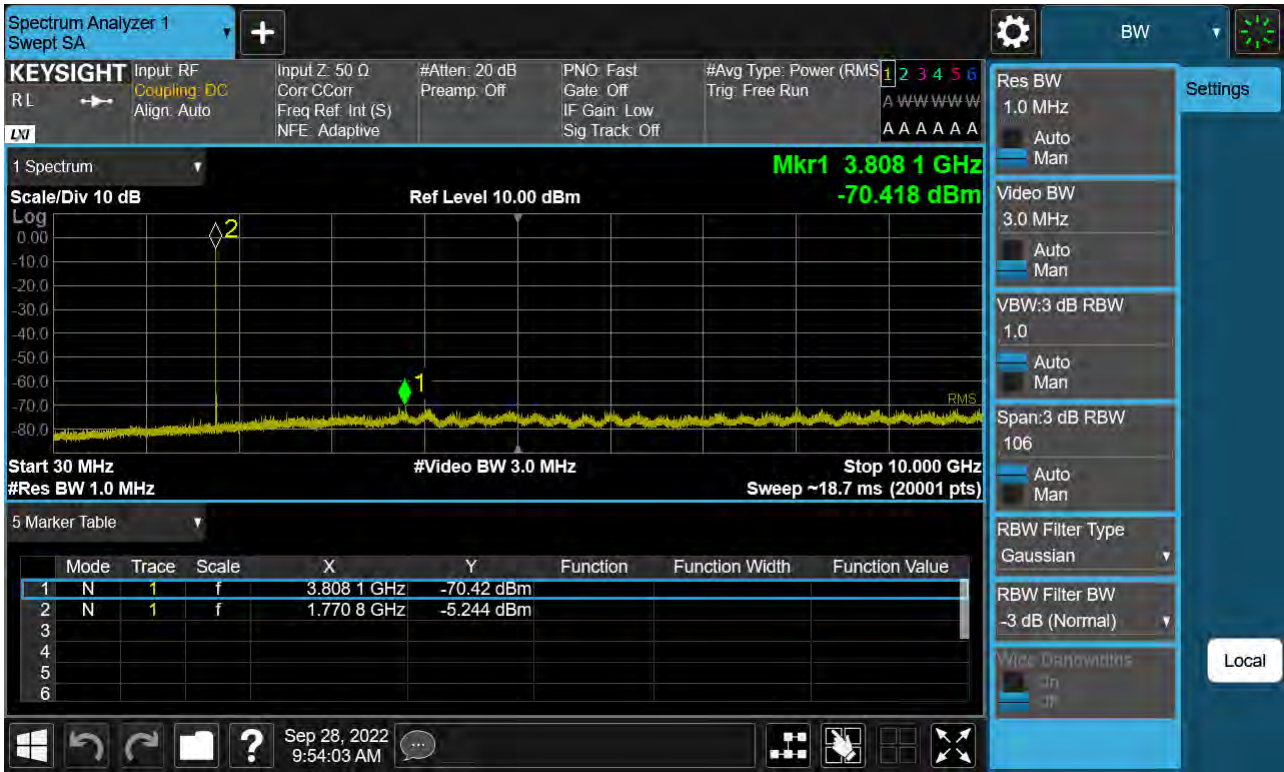 Spectrum Analyzer 1
Swept SA
+
BW
KEYSIGHT
RL
LXI
Input: RF
Coupling: DC
Align: Auto
Input Z: 50 Ω
Corr CCorr
Freq Ref: Int (S)
NFE: Adaptive
#Atten: 20 dB
Preamp: Off
PNO: Fast
Gate: Off
IF Gain: Low
Sig Track: Off
#Avg Type: Power (RMS
Trig: Free Run
1 2 3 4 5 6
A W W W W W
A A A A A A
1 Spectrum
Mkr1 3.808 1 GHz
Scale/Div 10 dB
Ref Level 10.00 dBm
-70.418 dBm
Log
0.00
-10.0
-20.0
-30.0
-40.0
-50.0
-60.0
-70.0
-80.0
2
1
RMS
Start 30 MHz
#Video BW 3.0 MHz
Stop 10.000 GHz
#Res BW 1.0 MHz
Sweep ~18.7 ms (20001 pts)
5 Marker Table
Mode Trace Scale X Y Function Function Width Function Value
1 N 1 f 3.808 1 GHz -70.42 dBm
2 N 1 f 1.770 8 GHz -5.244 dBm
3
4
5
6
Res BW
1.0 MHz
Auto
Man
Video BW
3.0 MHz
Auto
Man
VBW:3 dB RBW
1.0
Auto
Man
Span:3 dB RBW
106
Auto
Man
RBW Filter Type
Gaussian
RBW Filter BW
-3 dB (Normal)
Settings
Local
?
Sep 28, 2022
9:54:03 AM